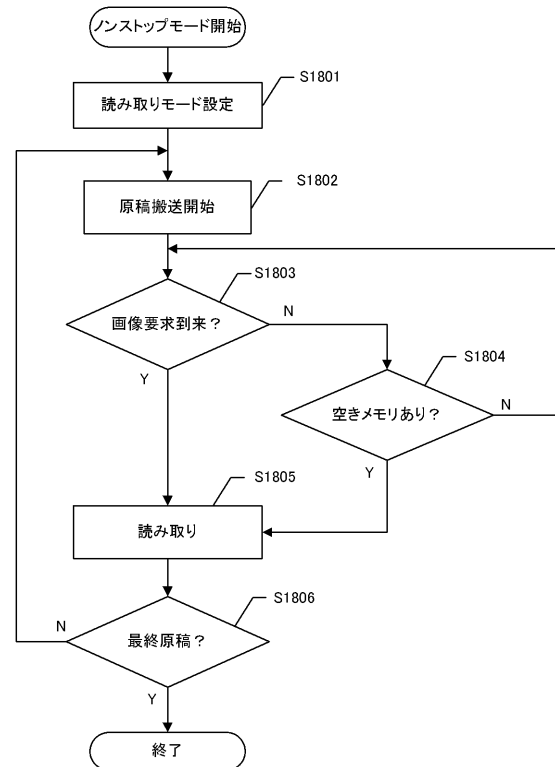 ノンストップモード開始
S1801
読み取りモード設定
S1802
原稿搬送開始
S1803
画像要求到来？
N
S1804
Y
空きメモリあり？
N
S1805
Y
読み取り
S1806
N
最終原稿？
Y
終了